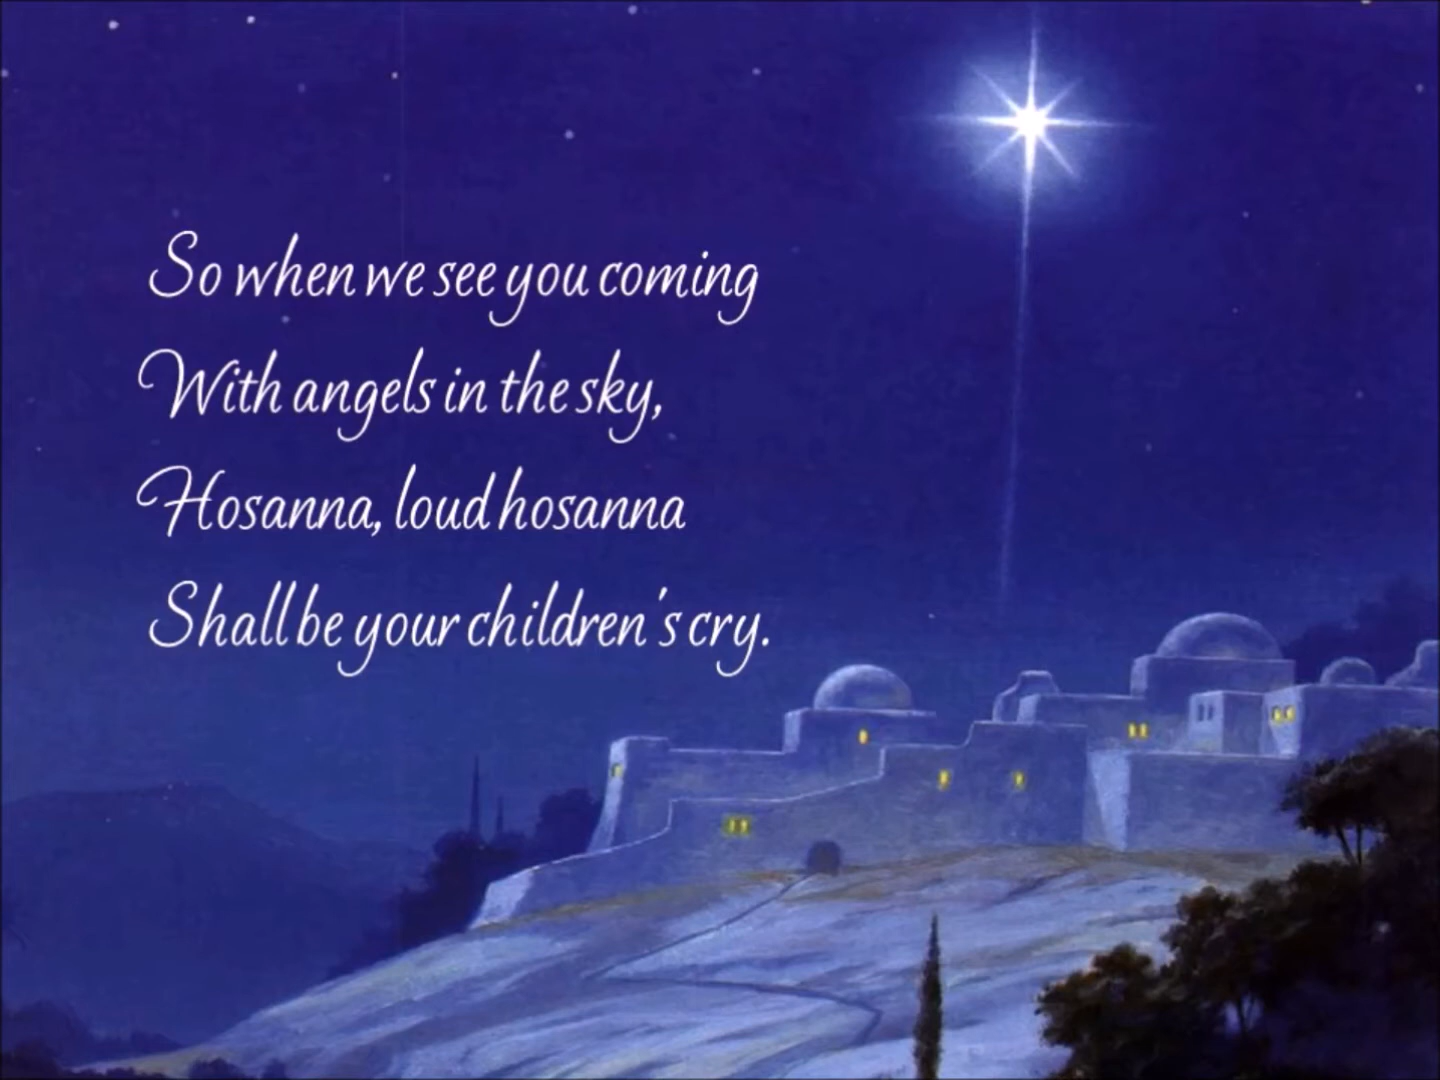 So when we see you coming
With angels in the sky,
Hosanna, loud hosanna
Shall be your children's cry.